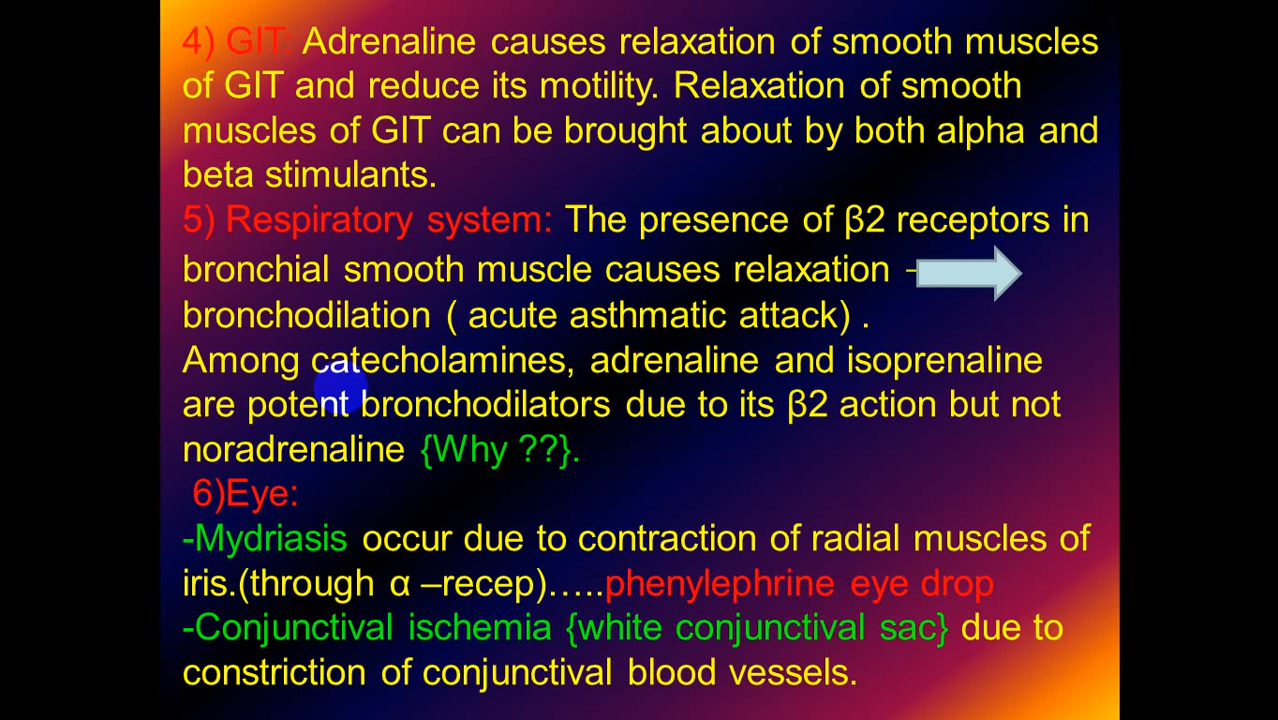 4) GIT: Adrenaline causes relaxation of smooth muscles
of GIT and reduce its motility. Relaxation of smooth
muscles of GIT can be brought about by both alpha and
beta stimulants.
5) Respiratory system: The presence of β2 receptors in
bronchial smooth muscle causes relaxation
bronchodilation ( acute asthmatic attack) .
Among catecholamines, adrenaline and isoprenaline
are potent bronchodilators due to its β2 action but not
noradrenaline {Why ??}.
6)Eye:
-Mydriasis occur due to contraction of radial muscles of
iris.(through α –recep)…..phenylephrine eye drop
-Conjunctival ischemia {white conjunctival sac} due to
constriction of conjunctival blood vessels.